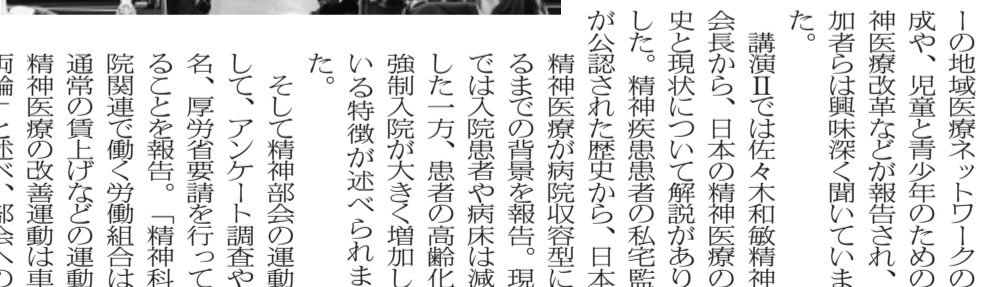 ーの地域医療ネットワークの
成や、児童と青少年のための
神医療改革などが報告され、
加者らは興味深く聞いていま
た。
講演Ⅱでは佐々木和敏精神
会長から、日本の精神医療の
史と現状について解説があり
した。精神疾患患者の私宅監
が公認された歴史から、日本
精神医療が病院収容型に
るまでの背景を報告。現
では入院患者や病床は減
した一方、患者の高齢化
強制入院が大きく増加し
いる特徴が述べられま
た。
そして精神部会の運動
して、アンケート調査や
名、厚労省要請を行って
ることを報告。「精神科
院関連で働く労働組合は
通常の賃上げなどの運動
精神医療の改善運動は車
両論」と述べ、部会への